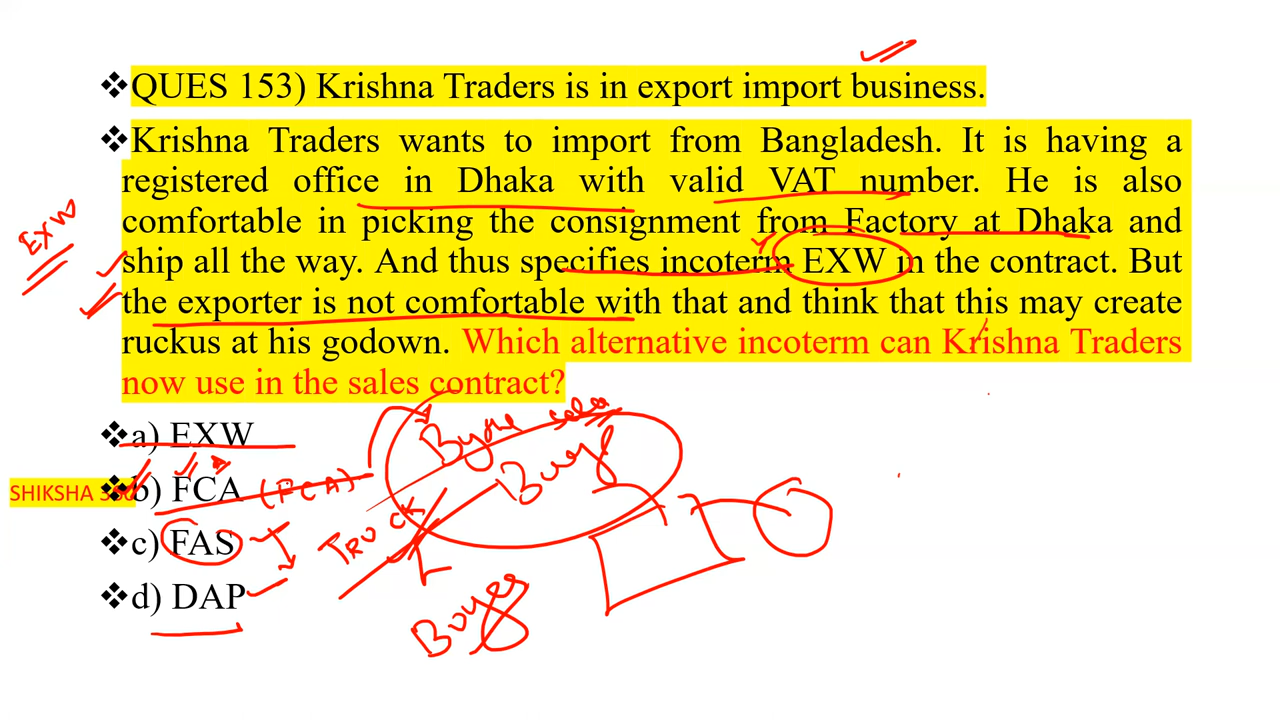 ❖QUES 153) Krishna Traders is in export import business.
❖Krishna Traders wants to import from Bangladesh. It is having a
registered office in Dhaka with valid VAT number. He is also
comfortable in picking the consignment from Factory at Dhaka and
EXW
ship all the way. And thus specifies incoterm EXW in the contract. But
the exporter is not comfortable with that and think that this may create
ruckus at his godown. Which alternative incoterm can Krishna Traders
now use in the sales contract?
❖a) EXW
SHIKSHA
❖b) FCA (FCA)
Buyer
❖c) FAS
TRUCK
❖d) DAP
Buyer